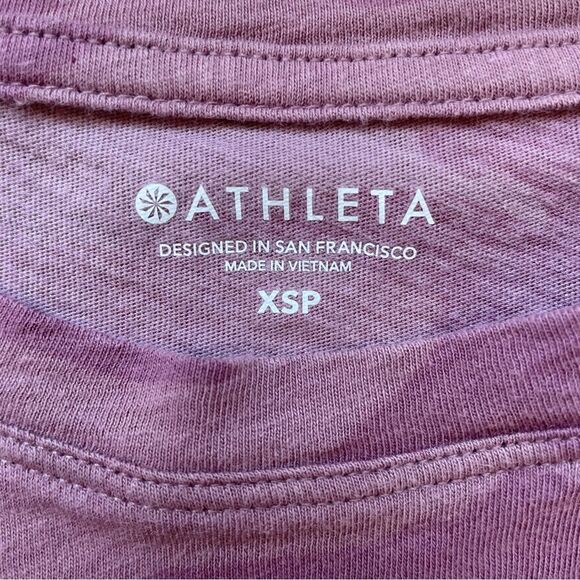 ATHLETA
DESIGNED IN SAN FRANCISCO
MADE IN VIETNAM
XSP